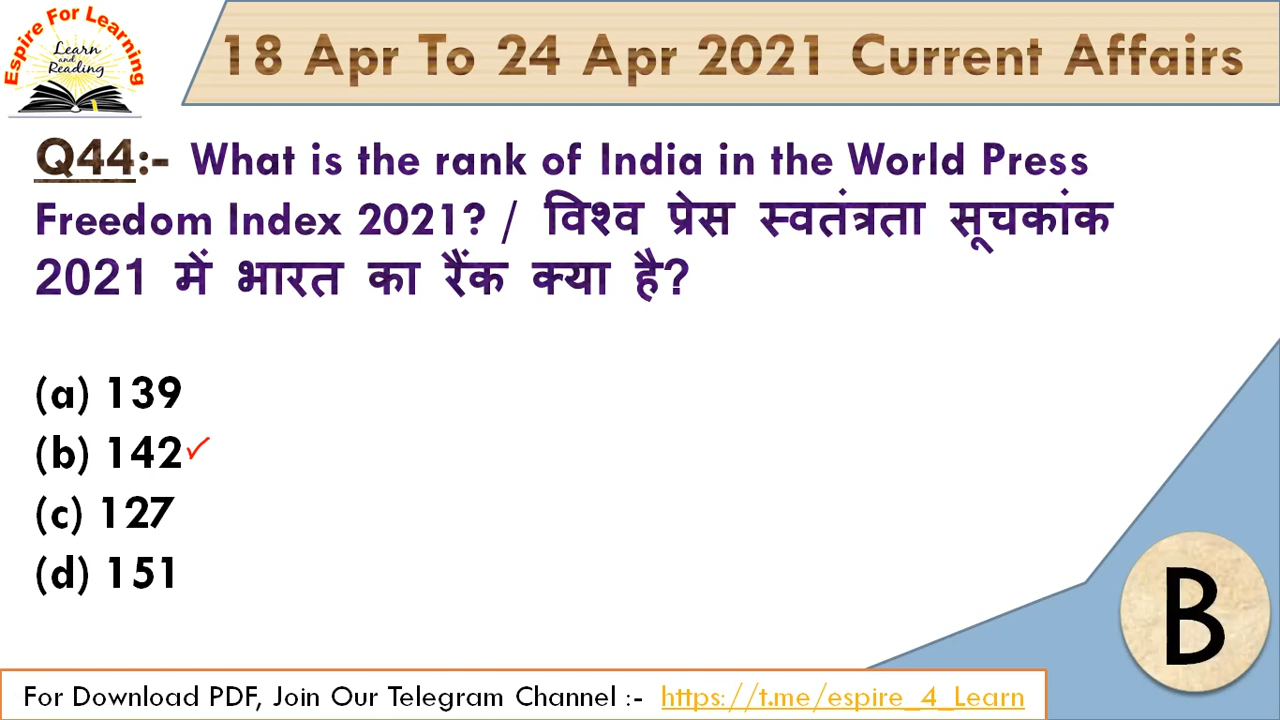 Espire For Learning
Learn
and
Reading
18 Apr To 24 Apr 2021 Current Affairs
Q44:- What is the rank of India in the World Press
Freedom Index 2021? / विश्व प्रेस स्वतंत्रता सूचकांक
2021 में भारत का रैंक क्या है?
(a) 139
(b) 142✓
(c) 127
(d) 151
B
For Download PDF, Join Our Telegram Channel :- https://t.me/espire_4_Learn